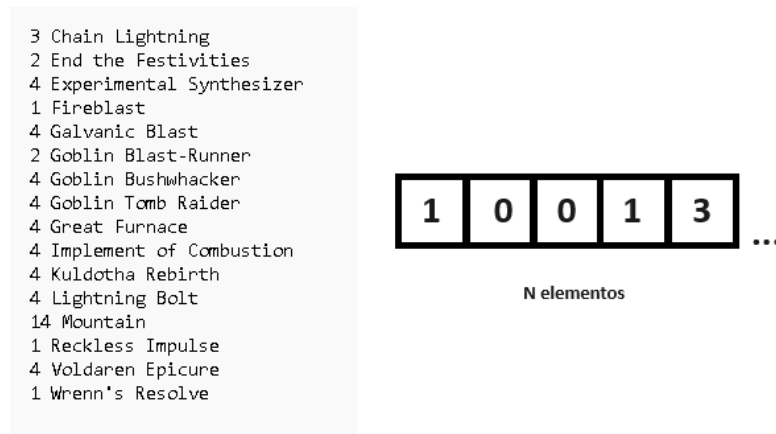 3 Chain Lightning
2 End the Festivities
4 Experimental Synthesizer
1 Fireblast
4 Galvanic Blast
2 Goblin Blast-Runner
4 Goblin Bushwhacker
4 Goblin Tomb Raider
4 Great Furnace
4 Implement of Combustion
4 Kuldotha Rebirth
4 Lightning Bolt
14 Mountain
1 Reckless Impulse
4 Voldaren Epicure
1 Wrenn's Resolve
1 0 0 1 3 ...
N elementos